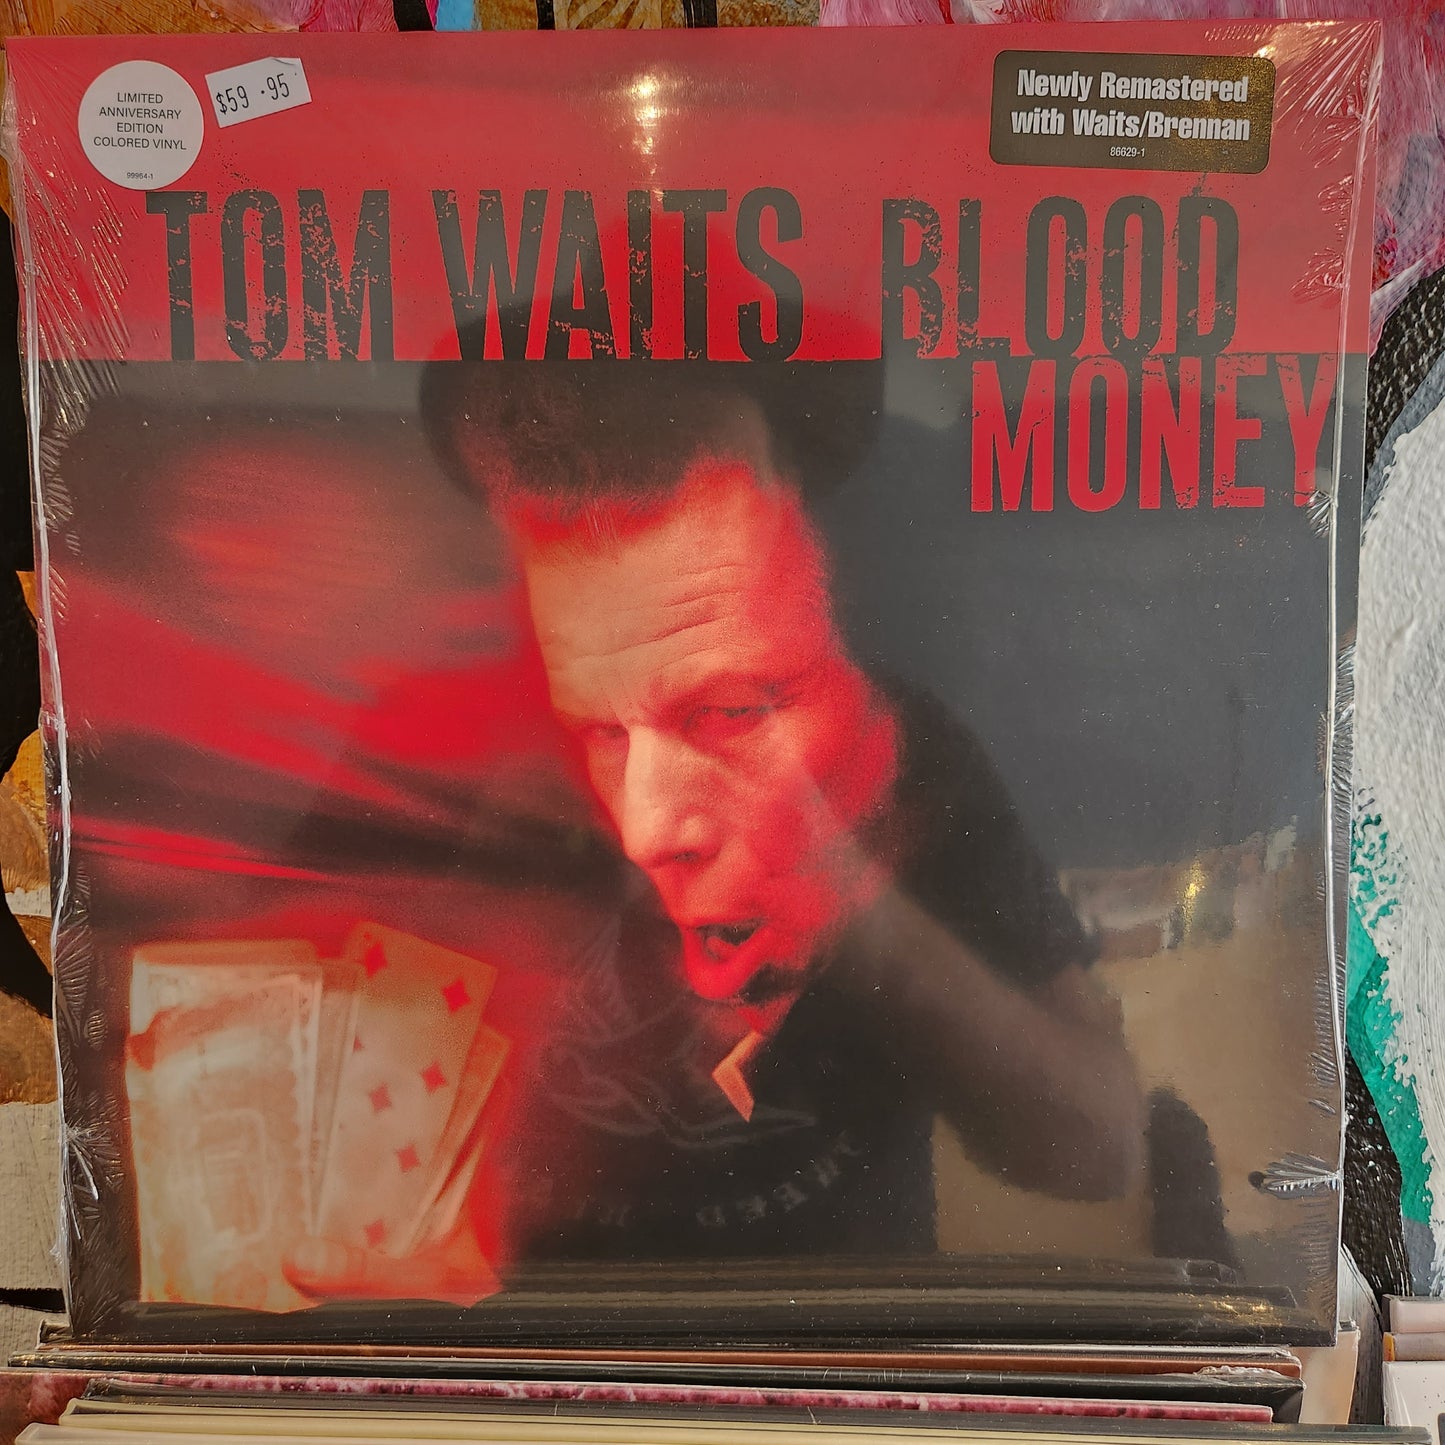 LIMITED
ANNIVERSARY
EDITION
COLORED VINYL
99964-1
$59.95
Newly Remastered
with Waits/Brennan
86629-1
TOM WAITS BLOOD
MONEY